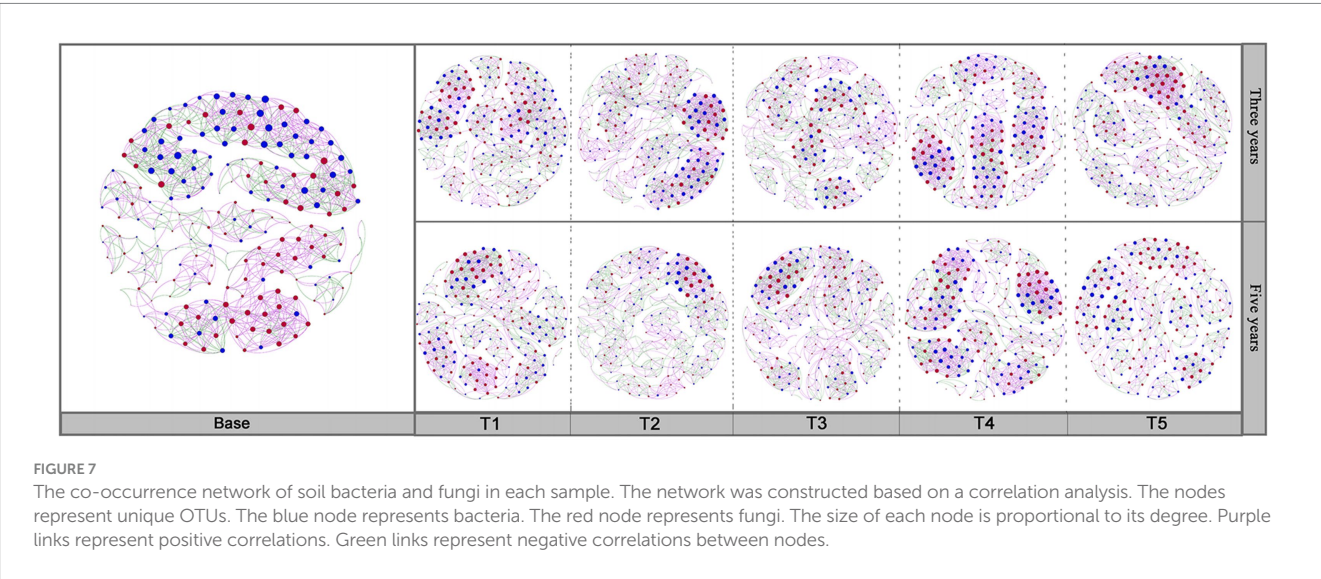 Three years
Five years
Base
T1
T2
T3
T4
T5
FIGURE 7
The co-occurrence network of soil bacteria and fungi in each sample. The network was constructed based on a correlation analysis. The nodes
represent unique OTUs. The blue node represents bacteria. The red node represents fungi. The size of each node is proportional to its degree. Purple
links represent positive correlations. Green links represent negative correlations between nodes.